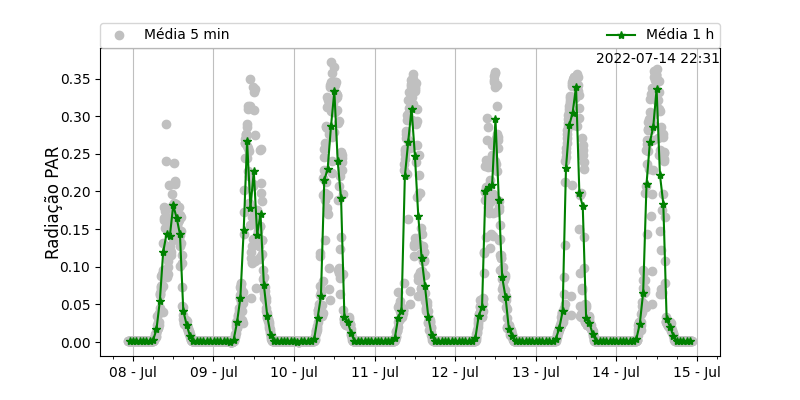 Média 5 min
Média 1 h
2022-07-14 22:31
Radiação PAR
0.35
0.30
0.25
0.20
0.15
0.10
0.05
0.00
08 - Jul
09 - Jul
10 - Jul
11 - Jul
12 - Jul
13 - Jul
14 - Jul
15 - Jul